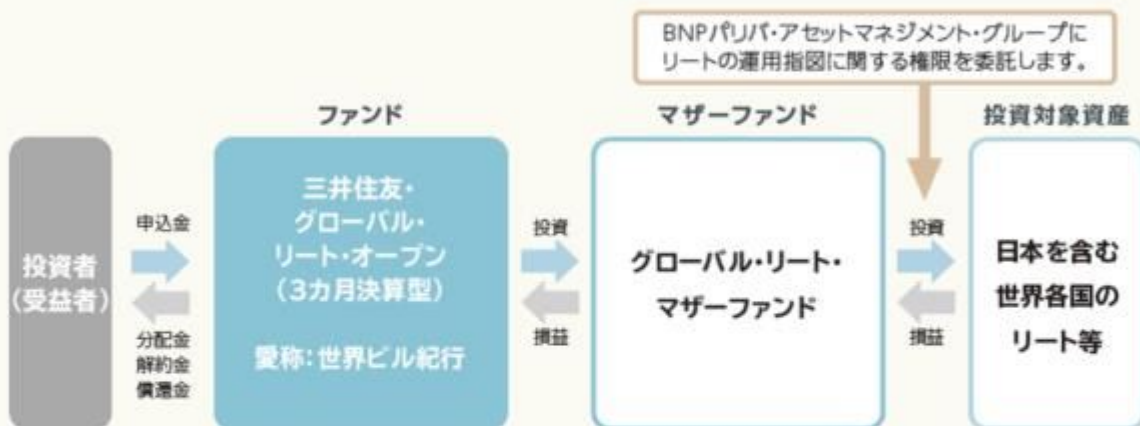 BNPパリバ・アセットマネジメント・グループに
リートの運用指図に関する権限を委託します。
ファンド
マザーファンド
投資対象資産
投資者
(受益者)
申込金
分配金
解約金
償還金
三井住友・
グローバル・
リート・オープン
(3カ月決算型)
愛称:世界ビル紀行
投資
損益
グローバル・リート・
マザーファンド
投資
損益
日本を含む
世界各国の
リート等